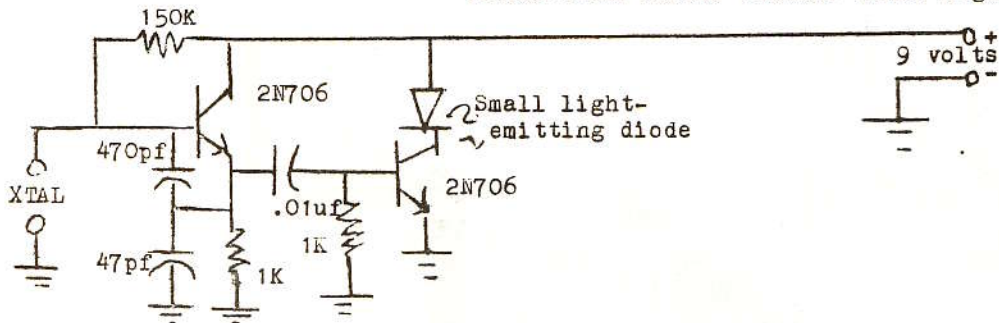 150K
+
9 volts
-
2N706
Small light-
emitting diode
470pf
XTAL
.01uf
2N706
1K
47pf
1K